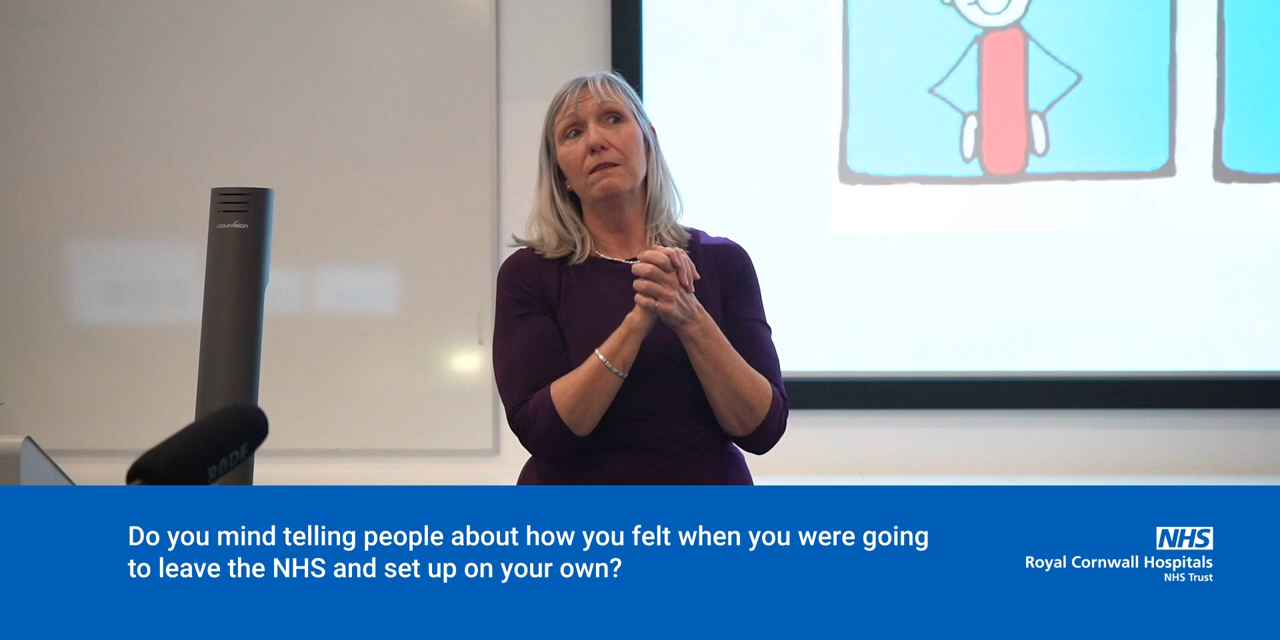 RODE
Do you mind telling people about how you felt when you were going
to leave the NHS and set up on your own?
NHS
Royal Cornwall Hospitals
NHS Trust